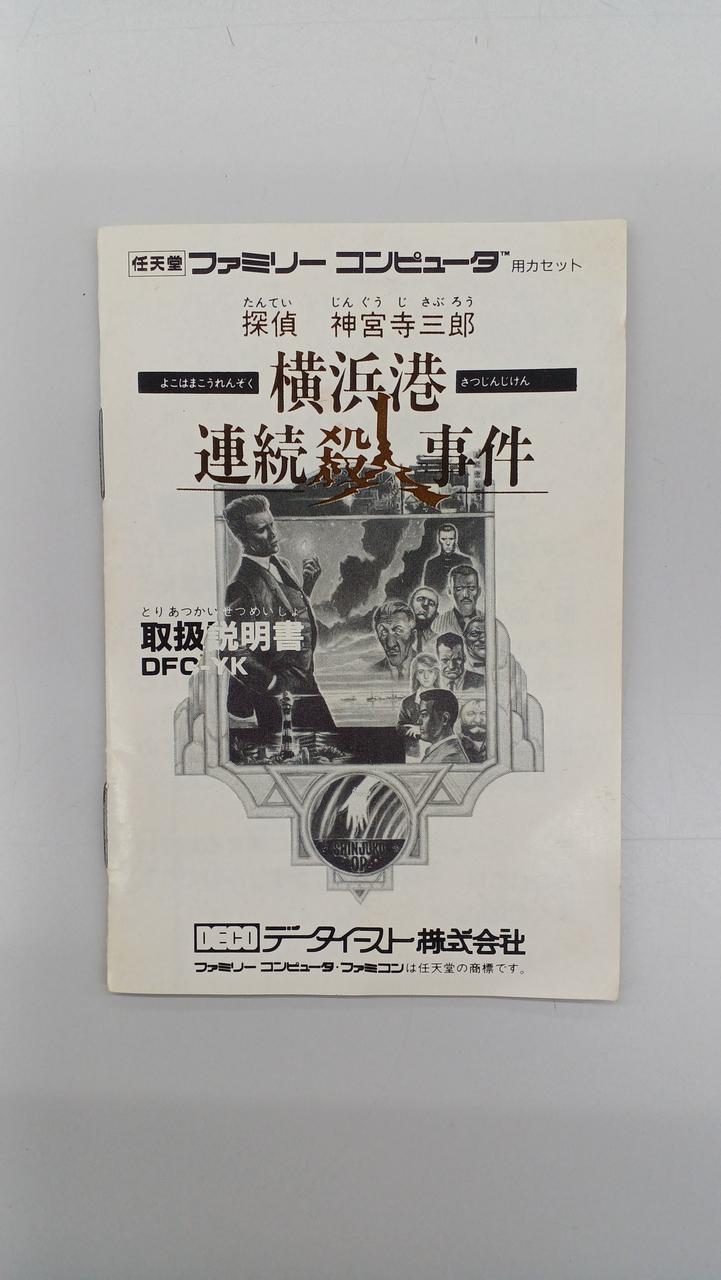 任天堂 ファミリー コンピュータ™ 用カセット
たんてい じんぐうじ さぶろう
探偵 神宮寺三郎
よこはまこうれんぞく 横浜港 さつじんじけん
連続殺人事件
とりあつかいせつめいしょ
取扱説明書
DFC-YK
SHINJUKU
DECO データイースト株式会社
ファミリー コンピュータ・ファミコンは任天堂の商標です。